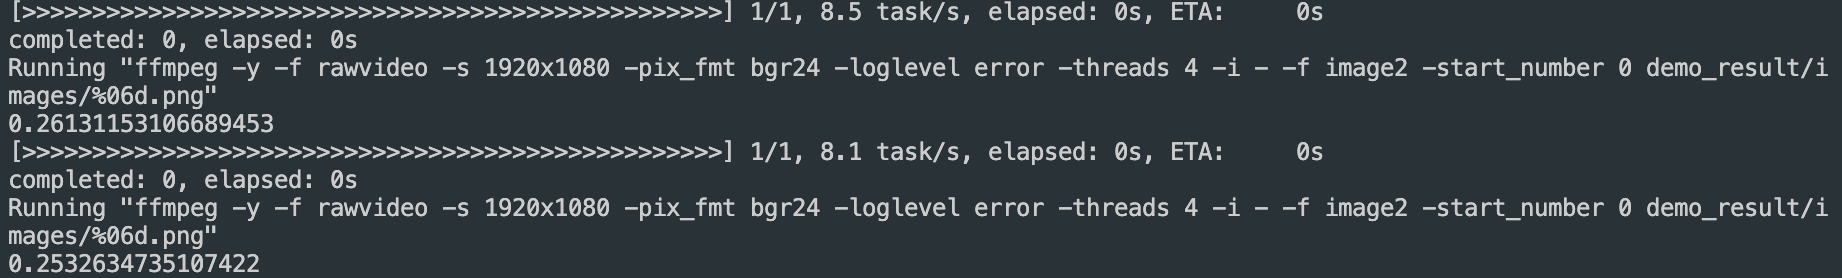 [>>>>>>>>>>>>>>>>>>>>>>>>>>>>>>>>>>>>>>>>>>>>>>>>>>] 1/1, 8.5 task/s, elapsed: 0s, ETA:     0s
completed: 0, elapsed: 0s
Running "ffmpeg -y -f rawvideo -s 1920x1080 -pix_fmt bgr24 -loglevel error -threads 4 -i - -f image2 -start_number 0 demo_result/i
mages/%06d.png"
0.26131153106689453
[>>>>>>>>>>>>>>>>>>>>>>>>>>>>>>>>>>>>>>>>>>>>>>>>>>] 1/1, 8.1 task/s, elapsed: 0s, ETA:     0s
completed: 0, elapsed: 0s
Running "ffmpeg -y -f rawvideo -s 1920x1080 -pix_fmt bgr24 -loglevel error -threads 4 -i - -f image2 -start_number 0 demo_result/i
mages/%06d.png"
0.2532634735107422